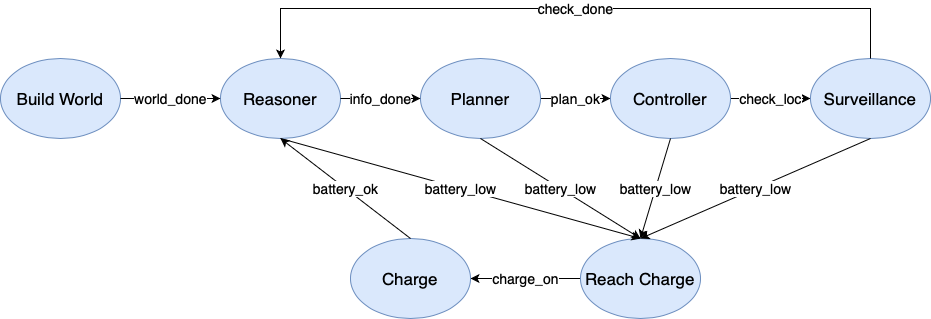 check_done
Build World
world_done
Reasoner
info_done
Planner
plan_ok
Controller
check_loc
Surveillance
battery_ok
battery_low
battery_low
battery_low
battery_low
Charge
charge_on
Reach Charge